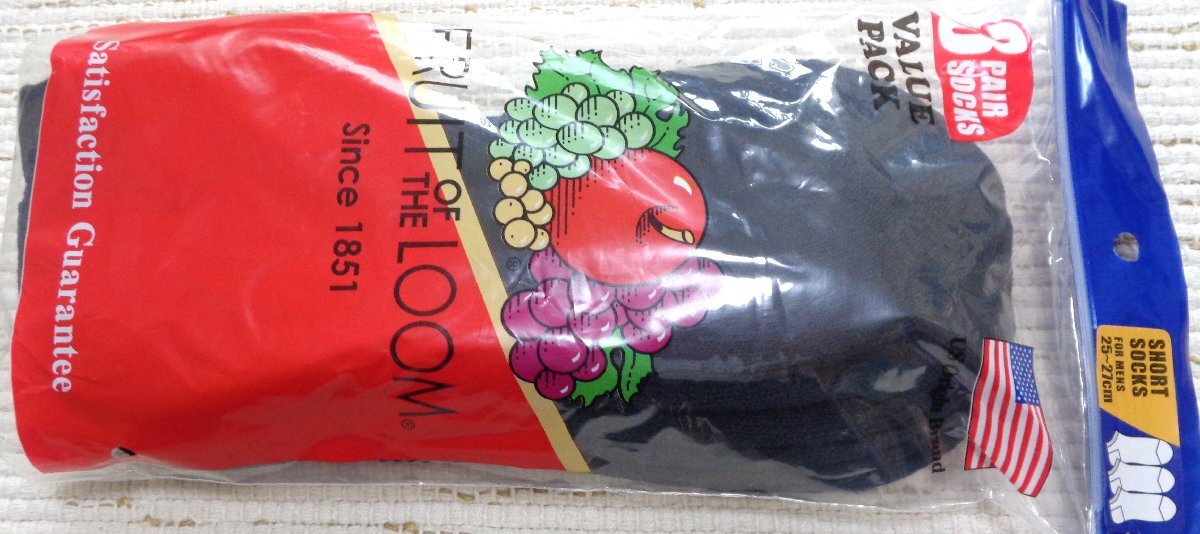 3
PAIR
SOCKS
VALUE
PACK
SHORT
SOCKS
FOR MENS
25~27cm
US Origin Brand
FRUIT OF THE LOOM®
®
Since 1851
Satisfaction Guarantee